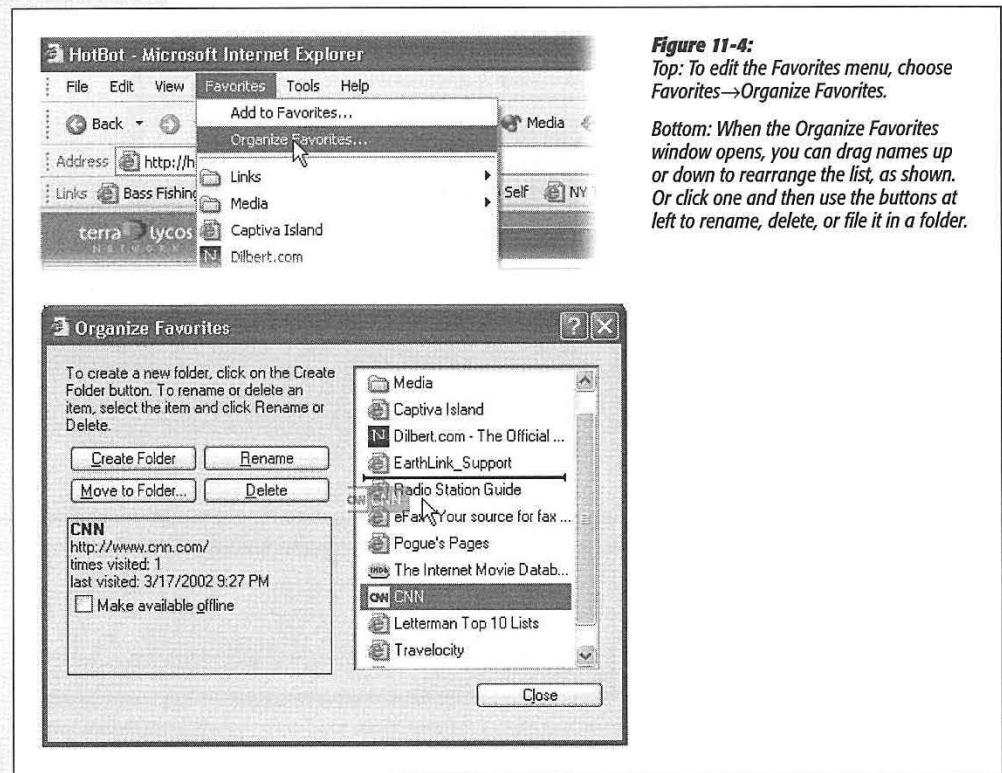 HotBot - Microsoft Internet Explorer
File Edit View Favorites Tools Help
Back
Add to Favorites...
Media
Organize Favorites...
Address http://h
Links
Links Bass Fishing
Self NY
Media
terra lycos
NETWORK
Captiva Island
Dilbert.com
Figure 11-4:
Top: To edit the Favorites menu, choose
Favorites→Organize Favorites.
Bottom: When the Organize Favorites
window opens, you can drag names up
or down to rearrange the list, as shown.
Or click one and then use the buttons at
left to rename, delete, or file it in a folder.
Organize Favorites
To create a new folder, click on the Create
Folder button. To rename or delete an
item, select the item and click Rename or
Delete.
Create Folder Rename
Move to Folder... Delete
CNN
http://www.cnn.com/
times visited: 1
last visited: 3/17/2002 9:27 PM
Make available offline
Media
Captiva Island
Dilbert.com - The Official ...
EarthLink_Support
CNN CNN
Radio Station Guide
eFax Your source for fax ...
Pogue's Pages
IMDb The Internet Movie Datab...
CNN CNN
Letterman Top 10 Lists
Travelocity
Close